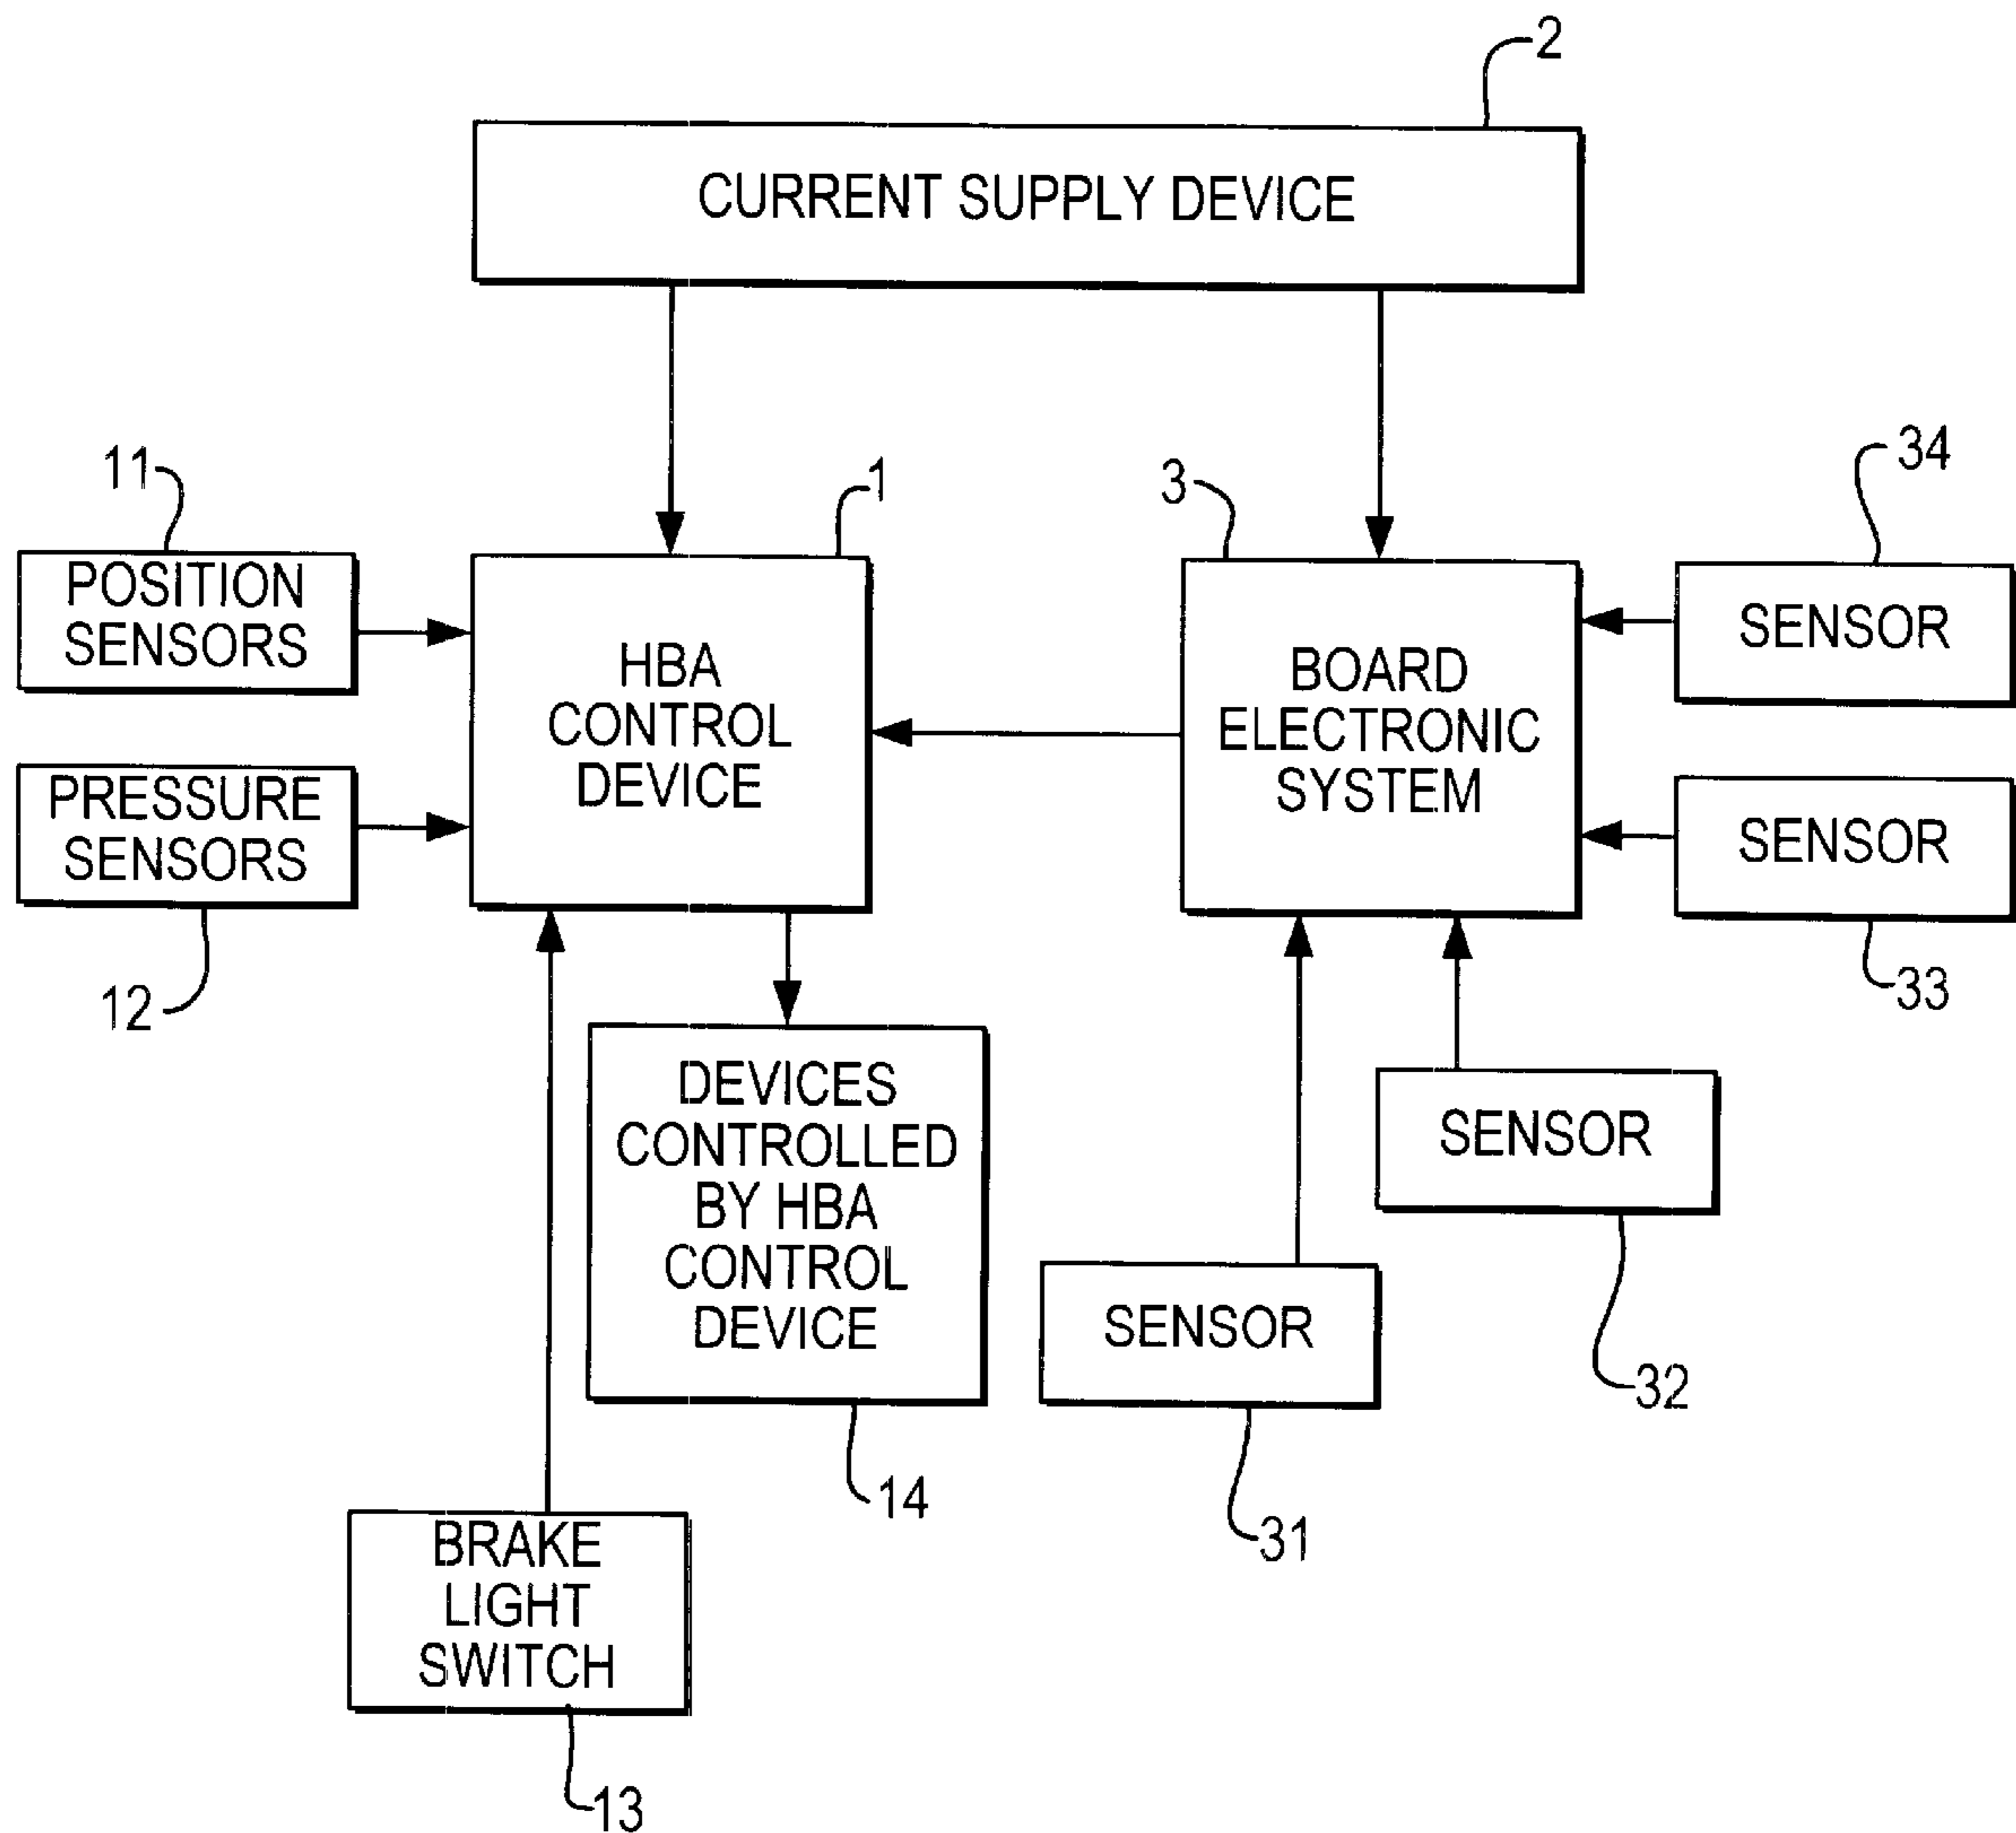 2
CURRENT SUPPLY DEVICE
11
1
3
34
POSITION
SENSORS
HBA
CONTROL
DEVICE
BOARD
ELECTRONIC
SYSTEM
SENSOR
PRESSURE
SENSORS
SENSOR
12
33
DEVICES
CONTROLLED
BY HBA
CONTROL
DEVICE
SENSOR
32
SENSOR
31
14
BRAKE
LIGHT
SWITCH
13